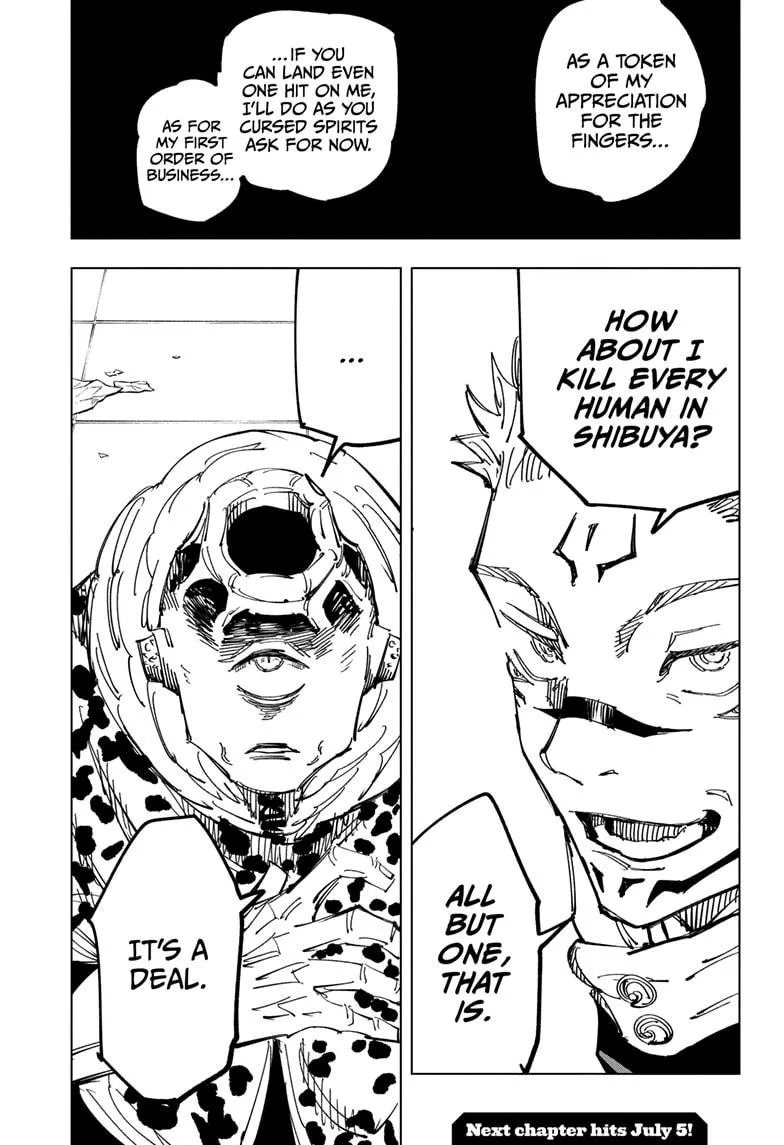 AS A TOKEN
OF MY
APPRECIATION
FOR THE
FINGERS...
...IF YOU
CAN LAND EVEN
ONE HIT ON ME,
I'LL DO AS YOU
CURSED SPIRITS
ASK FOR NOW.
AS FOR
MY FIRST
ORDER OF
BUSINESS...
HOW
ABOUT I
KILL EVERY
HUMAN IN
SHIBUYA?
ALL
BUT
ONE,
THAT
IS.
...
IT'S A
DEAL.
Next chapter hits July 5!